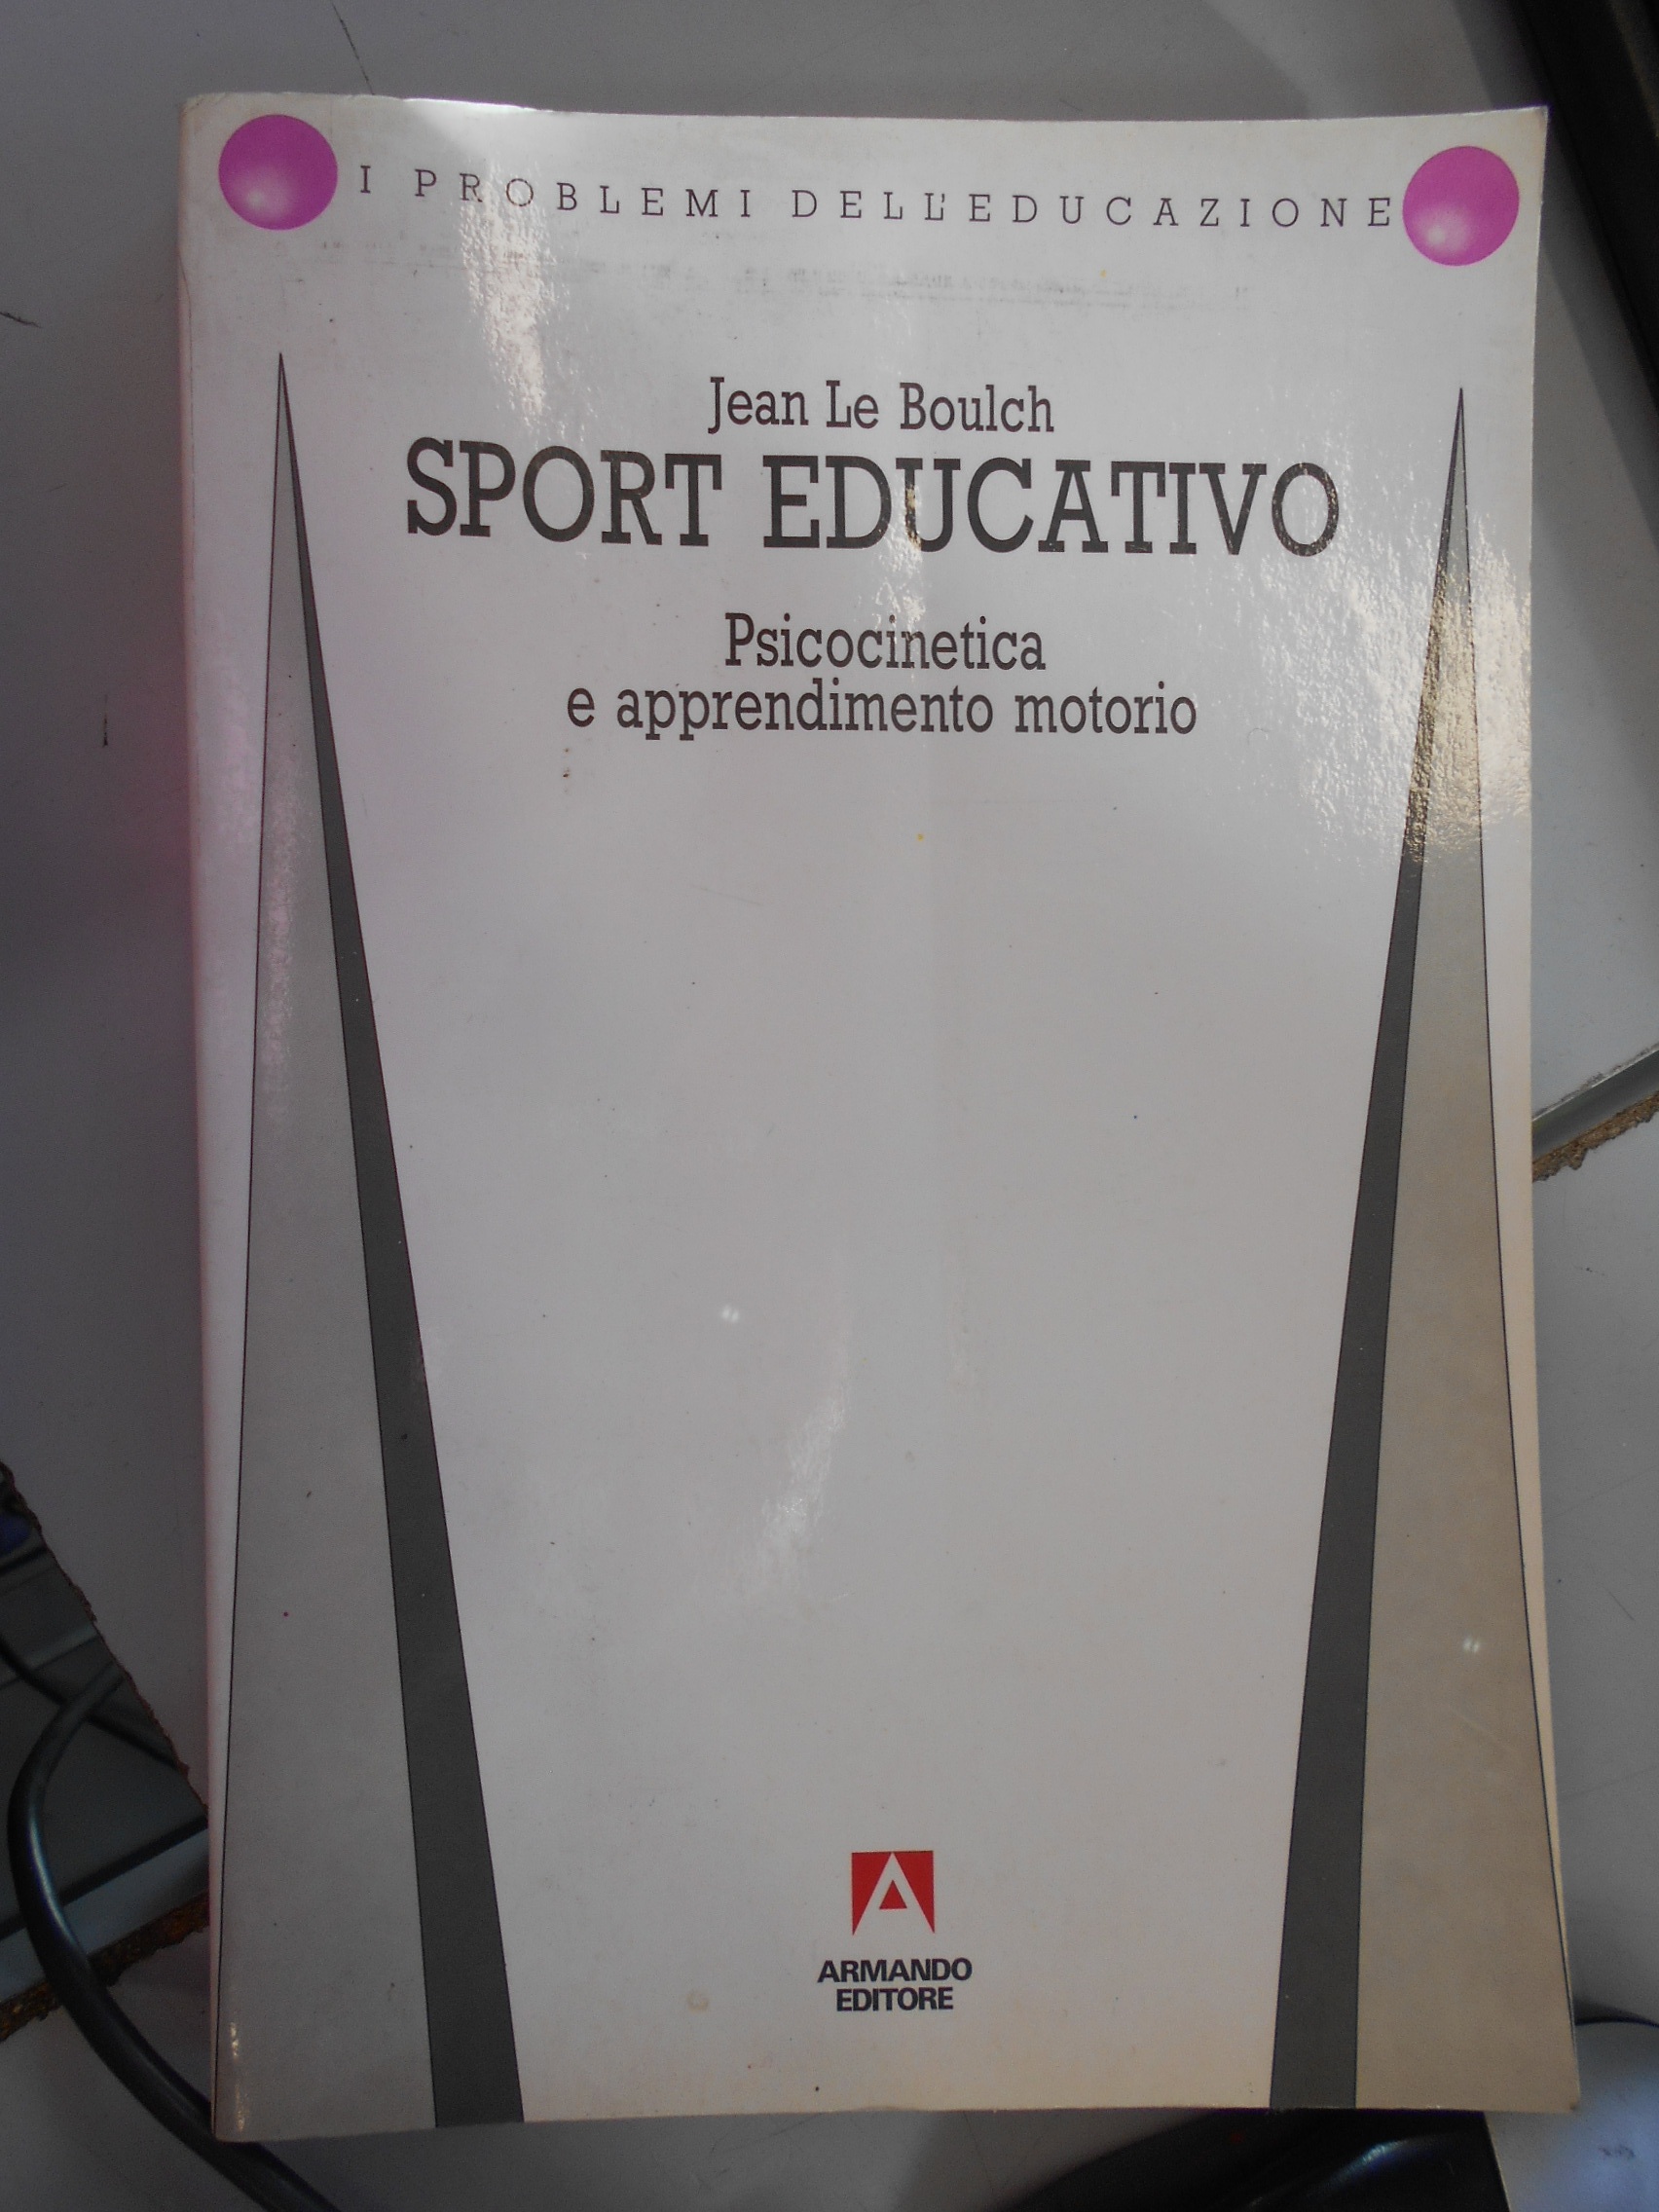 I PROBLEMI DELL'EDUCAZIONE
Jean Le Boulch
SPORT EDUCATIVO
Psicocinetica
e apprendimento motorio
ARMANDO
EDITORE